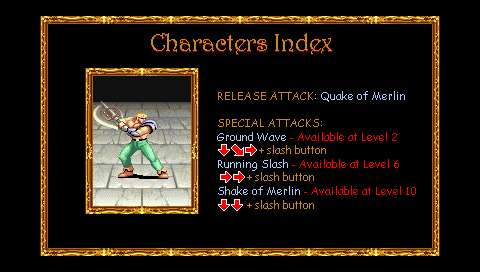 Characters Index
RELEASE ATTACK: Quake of Merlin
SPECIAL ATTACKS:
Ground Wave - Available at Level 2
+ slash button
Running Slash - Available at Level 6
+ slash button
Shake of Merlin - Available at Level 10
+ slash button